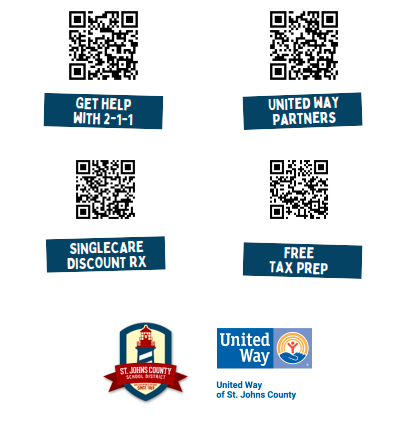 GET HELP
WITH 2-1-1
UNITED WAY
PARTNERS
SINGLECARE
DISCOUNT RX
FREE
TAX PREP
ST. JOHNS COUNTY
SCHOOL DISTRICT
United
Way
United Way
of St. Johns County